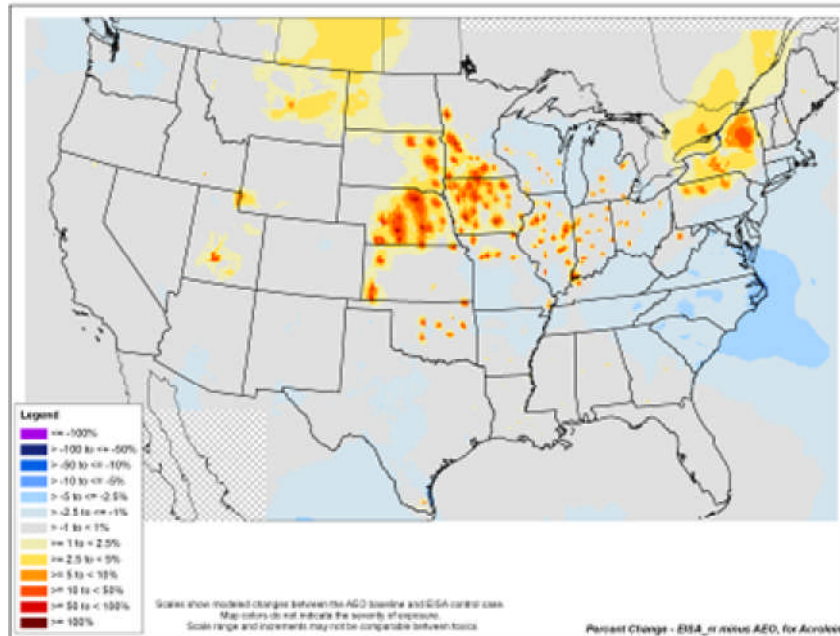 Legend
<= -100%
> -100 to <= -50%
> -50 to <= -10%
> -10 to <= -5%
> -5 to <= -2.5%
> -2.5 to <= -1%
> -1 to < 1%
>= 1 to < 2.5%
>= 2.5 to < 5%
>= 5 to < 10%
>= 10 to < 50%
>= 50 to < 100%
>= 100%
Scales show modeled changes between the AEO baseline and EISA control case.
Map colors do not indicate the severity of exposure.
Scale range and increments may not be comparable between toxics.
Percent Change - EISA_rr minus AEO, for Acrolein